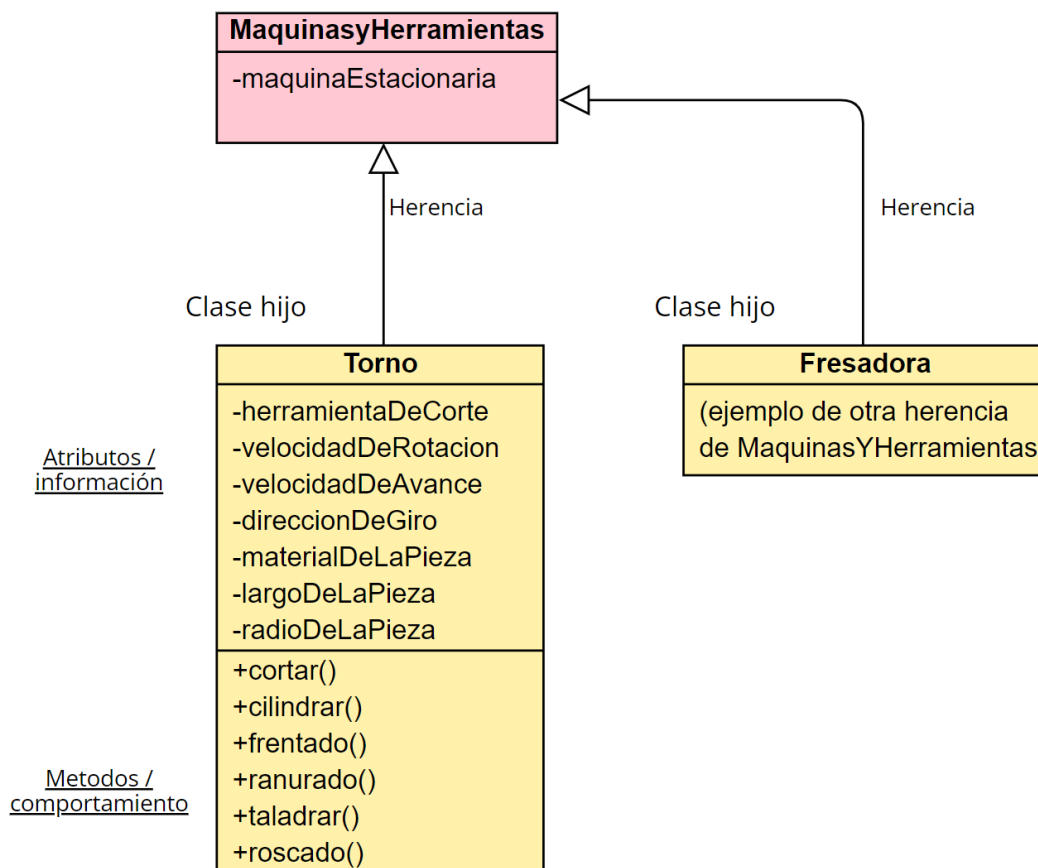 MaquinasyHerramientas
-maquinaEstacionaria
Herencia
Herencia
Clase hijo
Clase hijo
Torno
-herramientaDeCorte
-velocidadDeRotacion
-velocidadDeAvance
-direccionDeGiro
-materialDeLaPieza
-largoDeLaPieza
-radioDeLaPieza
Fresadora
(ejemplo de otra herencia
de MaquinasYHerramientas
Atributos /
información
+cortar()
+cilindrar()
+frentado()
+ranurado()
+taladrar()
+roscado()
Metodos /
comportamiento